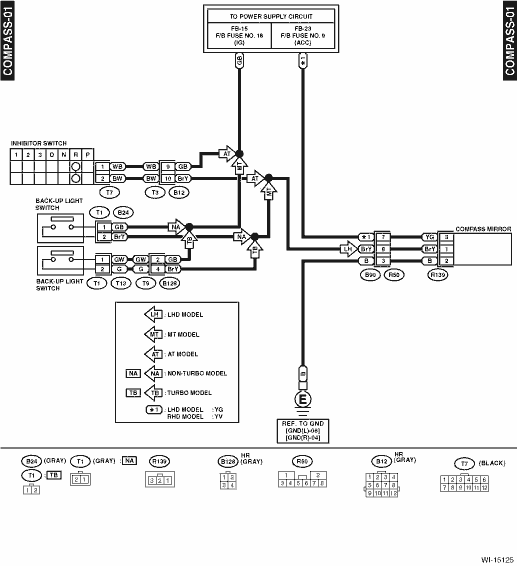 COMPASS-01
COMPASS-01
TO POWER SUPPLY CIRCUIT
FB-15
F/B FUSE NO. 18
(IG)
FB-23
F/B FUSE NO. 9
(ACC)
GB
*1
INHIBITOR SWITCH
1 2 3 D N R P
1 WB WB 9 GB
2 BW BW 10 BrY
T7 T3 B12
AT
AT
MT
MT
BACK-UP LIGHT
SWITCH
T1 B24
1 GB
2 BrY
NA
NA
TB
TB
1 GW GW 2 GB
2 G G 4 BrY
BACK-UP LIGHT
SWITCH
T1 T12 T9 B128
COMPASS MIRROR
*1 7 YG 3
LH BrY 8 BrY 1
B 3 B 2
B90 R50 R139
LH : LHD MODEL
MT : MT MODEL
AT : AT MODEL
NA NA : NON-TURBO MODEL
TB TB : TURBO MODEL
*1 : LHD MODEL : YG
RHD MODEL : YV
B
E
REF. TO GND
[GND(L)-06]
[GND(R)-04]
B24 (GRAY)
T1 : TB
1 2
T1 (GRAY) : NA
2 1
R139
3 2 1
B128 HR (GRAY)
1 2
3 4
R50
1 2
3 4 5 6 7 8
B12 HR (GRAY)
1 2 3 4
5 6 7 8
9 10 11 12
T7 (BLACK)
1 2 3 4 5 6
7 8 9 10 11 12
WI-15125